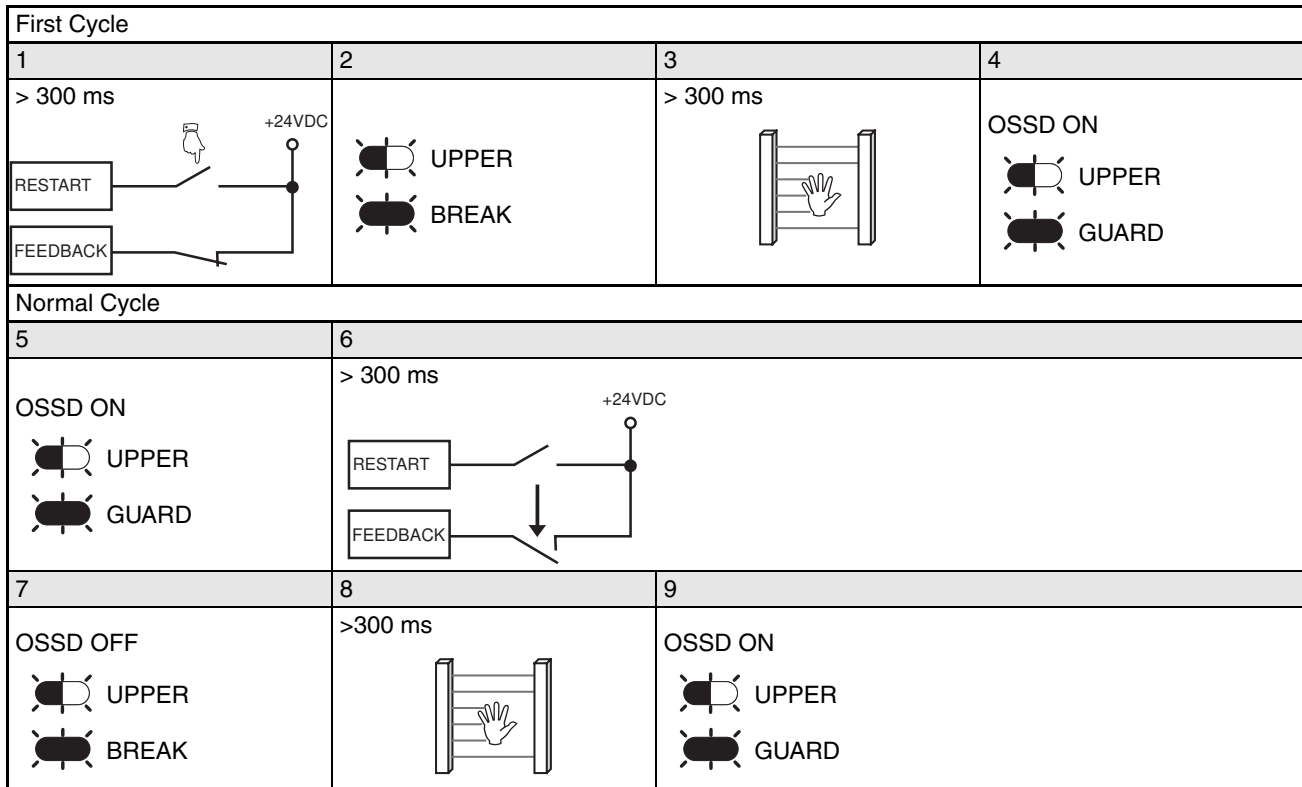 First Cycle
1 2 3 4
> 300 ms
+24VDC
RESTART
FEEDBACK
UPPER
BREAK
> 300 ms
OSSD ON
UPPER
GUARD
Normal Cycle
5 6
OSSD ON
UPPER
GUARD
> 300 ms
+24VDC
RESTART
FEEDBACK
7 8 9
OSSD OFF
UPPER
BREAK
>300 ms
OSSD ON
UPPER
GUARD